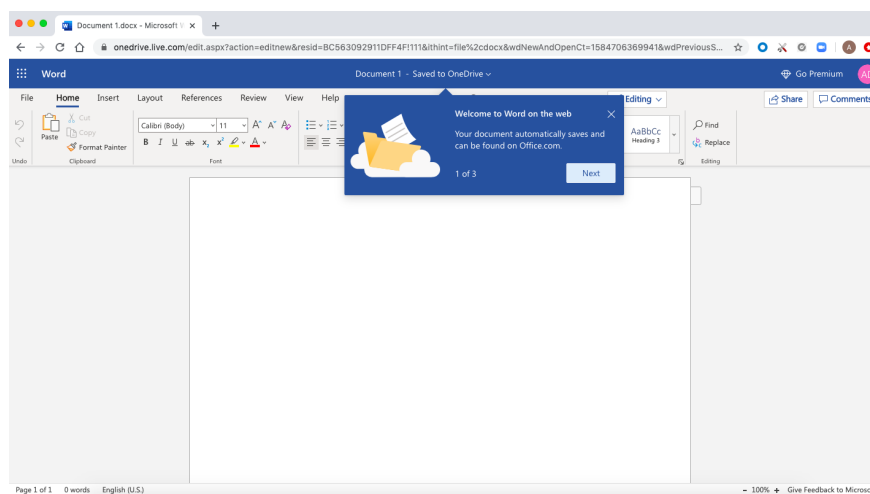 Document 1.docx - Microsoft W
onedrive.live.com/edit.aspx?action=editnew&resid=BC563092911DFF4F!111&ithint=file%2cdocx&wdNewAndOpenCt=1584706369941&wdPreviousS...
Word
Document 1 - Saved to OneDrive
Go Premium
AD
File Home Insert Layout References Review View Help
Editing
Share Comments
Paste
Cut
Copy
Format Painter
Calibri (Body) 11
B I U ab x₂ x²
AaBbCc
Heading 3
Find
Replace
Undo Clipboard Font Editing
Welcome to Word on the web
Your document automatically saves and
can be found on Office.com.
1 of 3
Next
Page 1 of 1 0 words English (U.S.)
- 100% + Give Feedback to Microso